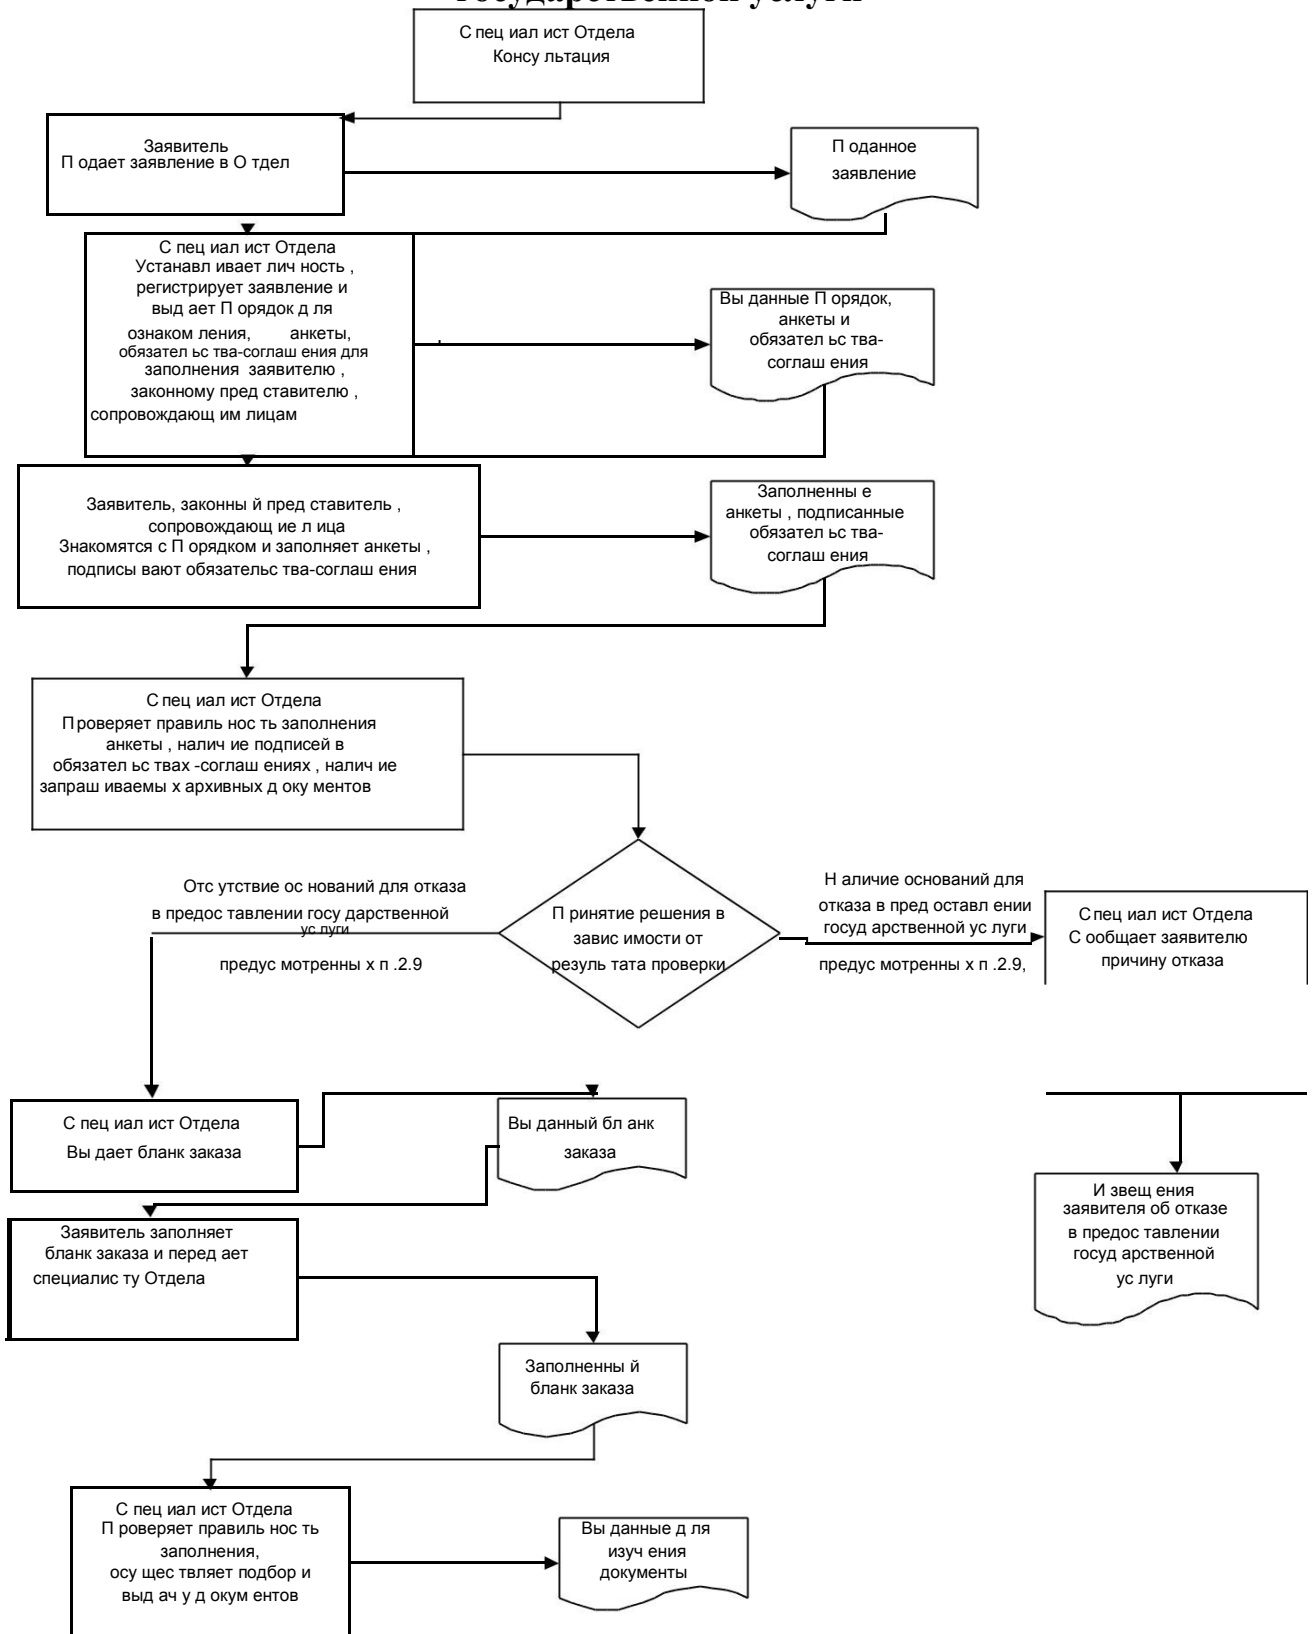 государственной услуги
Специалист Отдела
Консультация
Заявитель
Подает заявление в Отдел
Поданное
заявление
Специалист Отдела
Устанавливает личность,
регистрирует заявление и
выдает Порядок для
ознакомления, анкеты,
обязательства-соглашения для
заполнения заявителю,
законному представителю,
сопровождающим лицам
Выданные Порядок,
анкеты и
обязательства-
соглашения
Заявитель, законный представитель,
сопровождающие лица
Знакомятся с Порядком и заполняет анкеты,
подписывают обязательства-соглашения
Заполненные
анкеты, подписанные
обязательства-
соглашения
Специалист Отдела
Проверяет правильность заполнения
анкеты, наличие подписей в
обязательствах-соглашениях, наличие
запрашиваемых архивных документов
Отсутствие оснований для отказа
в предоставлении государственной
услуги
предусмотренных п.2.9
Принятие решения в
зависимости от
результата проверки
Наличие оснований для
отказа в предоставлении
государственной услуги
предусмотренных п.2.9,
Специалист Отдела
Сообщает заявителю
причину отказа
Специалист Отдела
Выдает бланк заказа
Выданный бланк
заказа
Извещения
заявителя об отказе
в предоставлении
государственной
услуги
Заявитель заполняет
бланк заказа и передает
специалисту Отдела
Заполненный
бланк заказа
Специалист Отдела
Проверяет правильность
заполнения,
осуществляет подбор и
выдачу документов
Выданные для
изучения
документы